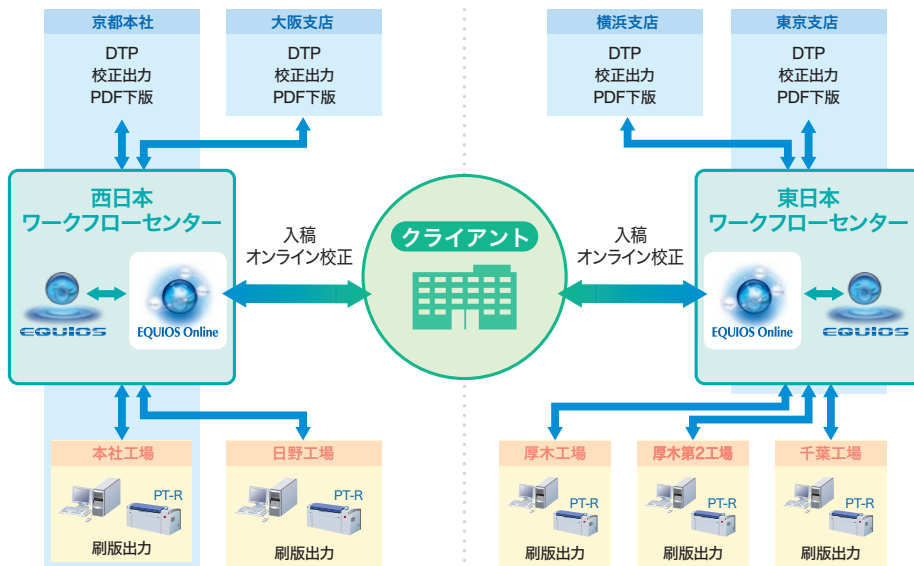 京都本社
DTP
校正出力
PDF下版
大阪支店
DTP
校正出力
PDF下版
横浜支店
DTP
校正出力
PDF下版
東京支店
DTP
校正出力
PDF下版
西日本
ワークフローセンター
EQUIOS
EQUIOS Online
入稿
オンライン校正
クライアント
入稿
オンライン校正
東日本
ワークフローセンター
EQUIOS Online
EQUIOS
本社工場
PT-R
刷版出力
日野工場
PT-R
刷版出力
厚木工場
PT-R
刷版出力
厚木第2工場
PT-R
刷版出力
千葉工場
PT-R
刷版出力